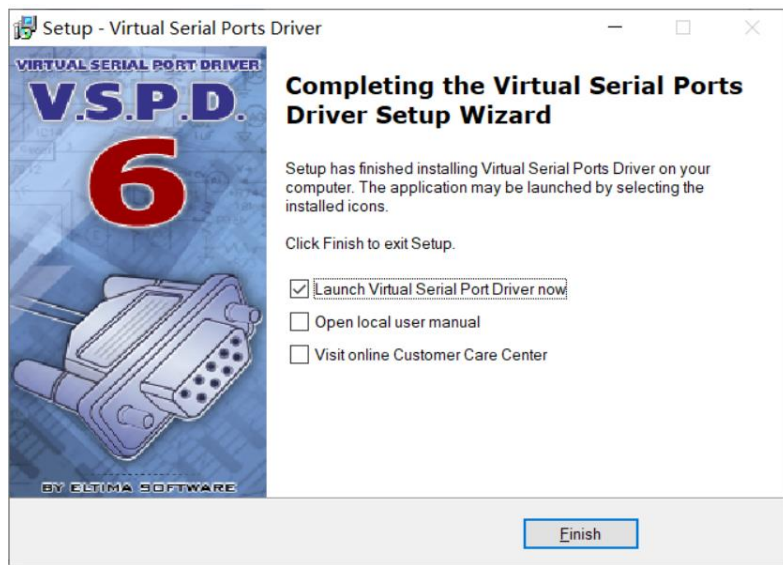 Setup - Virtual Serial Ports Driver
VIRTUAL SERIAL PORT DRIVER
V.S.P.D.
6
BY ELTIMA SOFTWARE
Completing the Virtual Serial Ports
Driver Setup Wizard
Setup has finished installing Virtual Serial Ports Driver on your
computer. The application may be launched by selecting the
installed icons.
Click Finish to exit Setup.
Launch Virtual Serial Port Driver now
Open local user manual
Visit online Customer Care Center
Finish